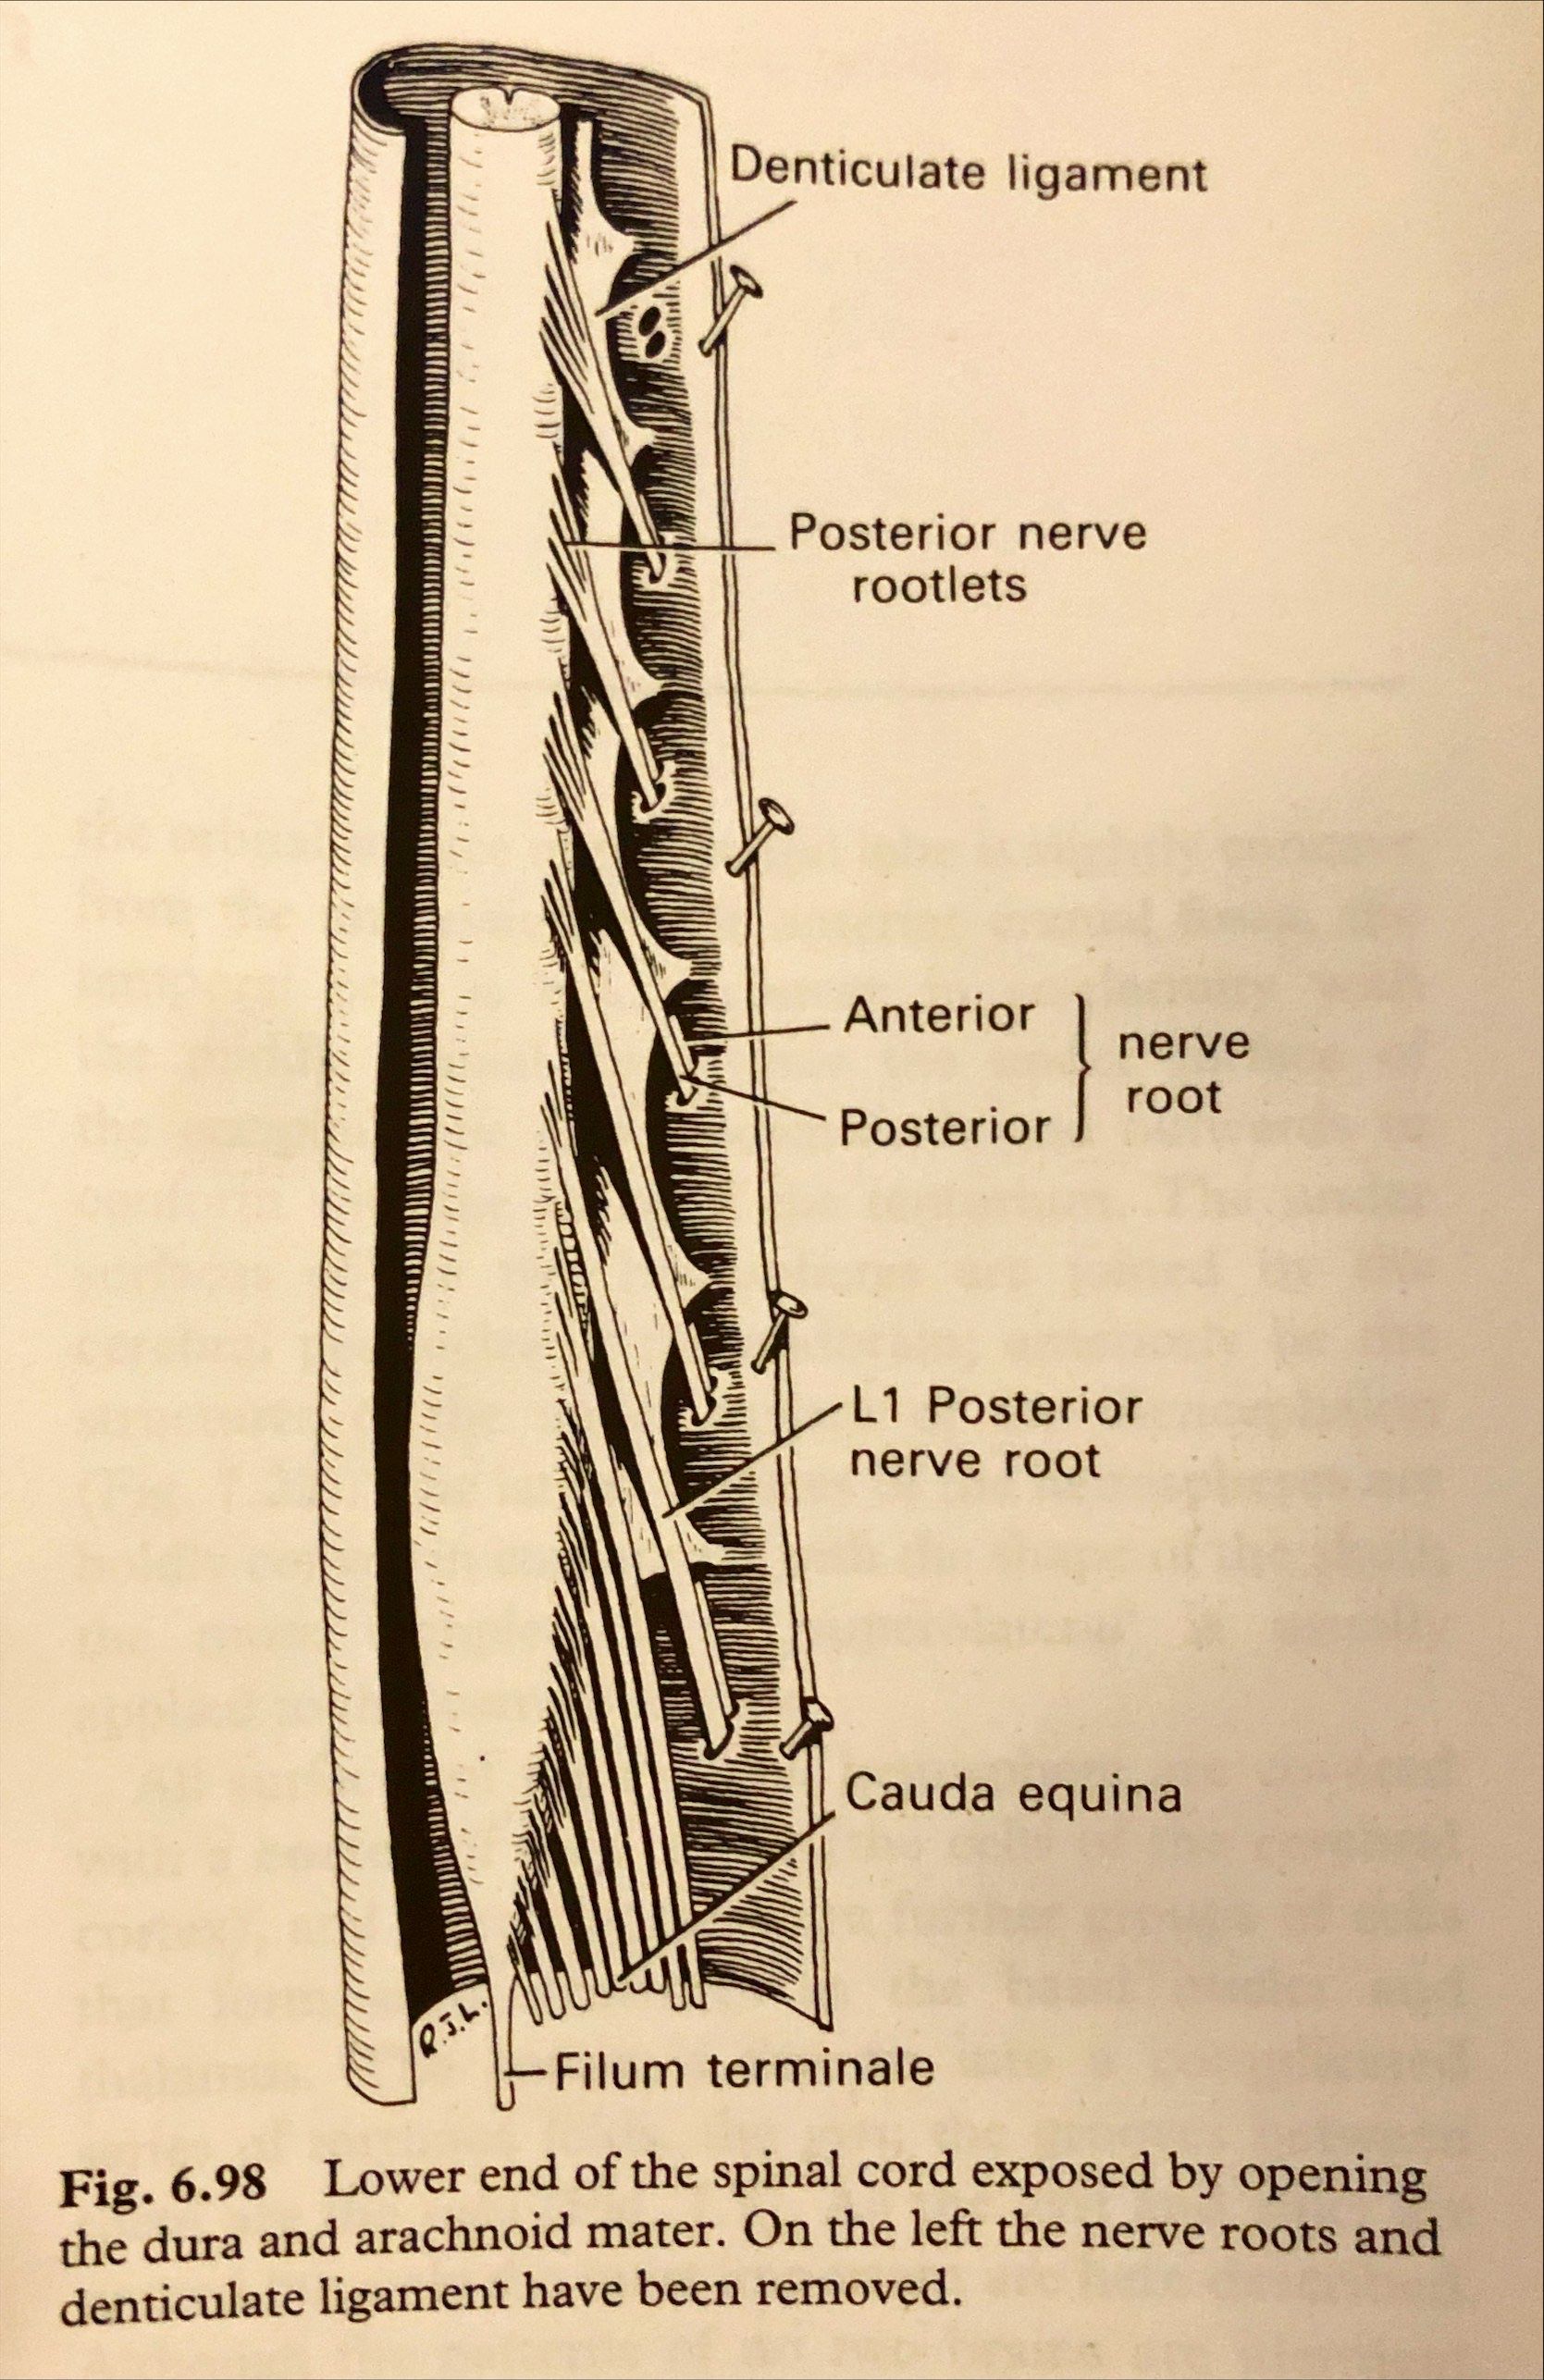 Denticulate ligament
Posterior nerve
rootlets
Anterior
nerve
root
Posterior
L1 Posterior
nerve root
Cauda equina
R.J.L.
Filum terminale
Fig. 6.98 Lower end of the spinal cord exposed by opening
the dura and arachnoid mater. On the left the nerve roots and
denticulate ligament have been removed.